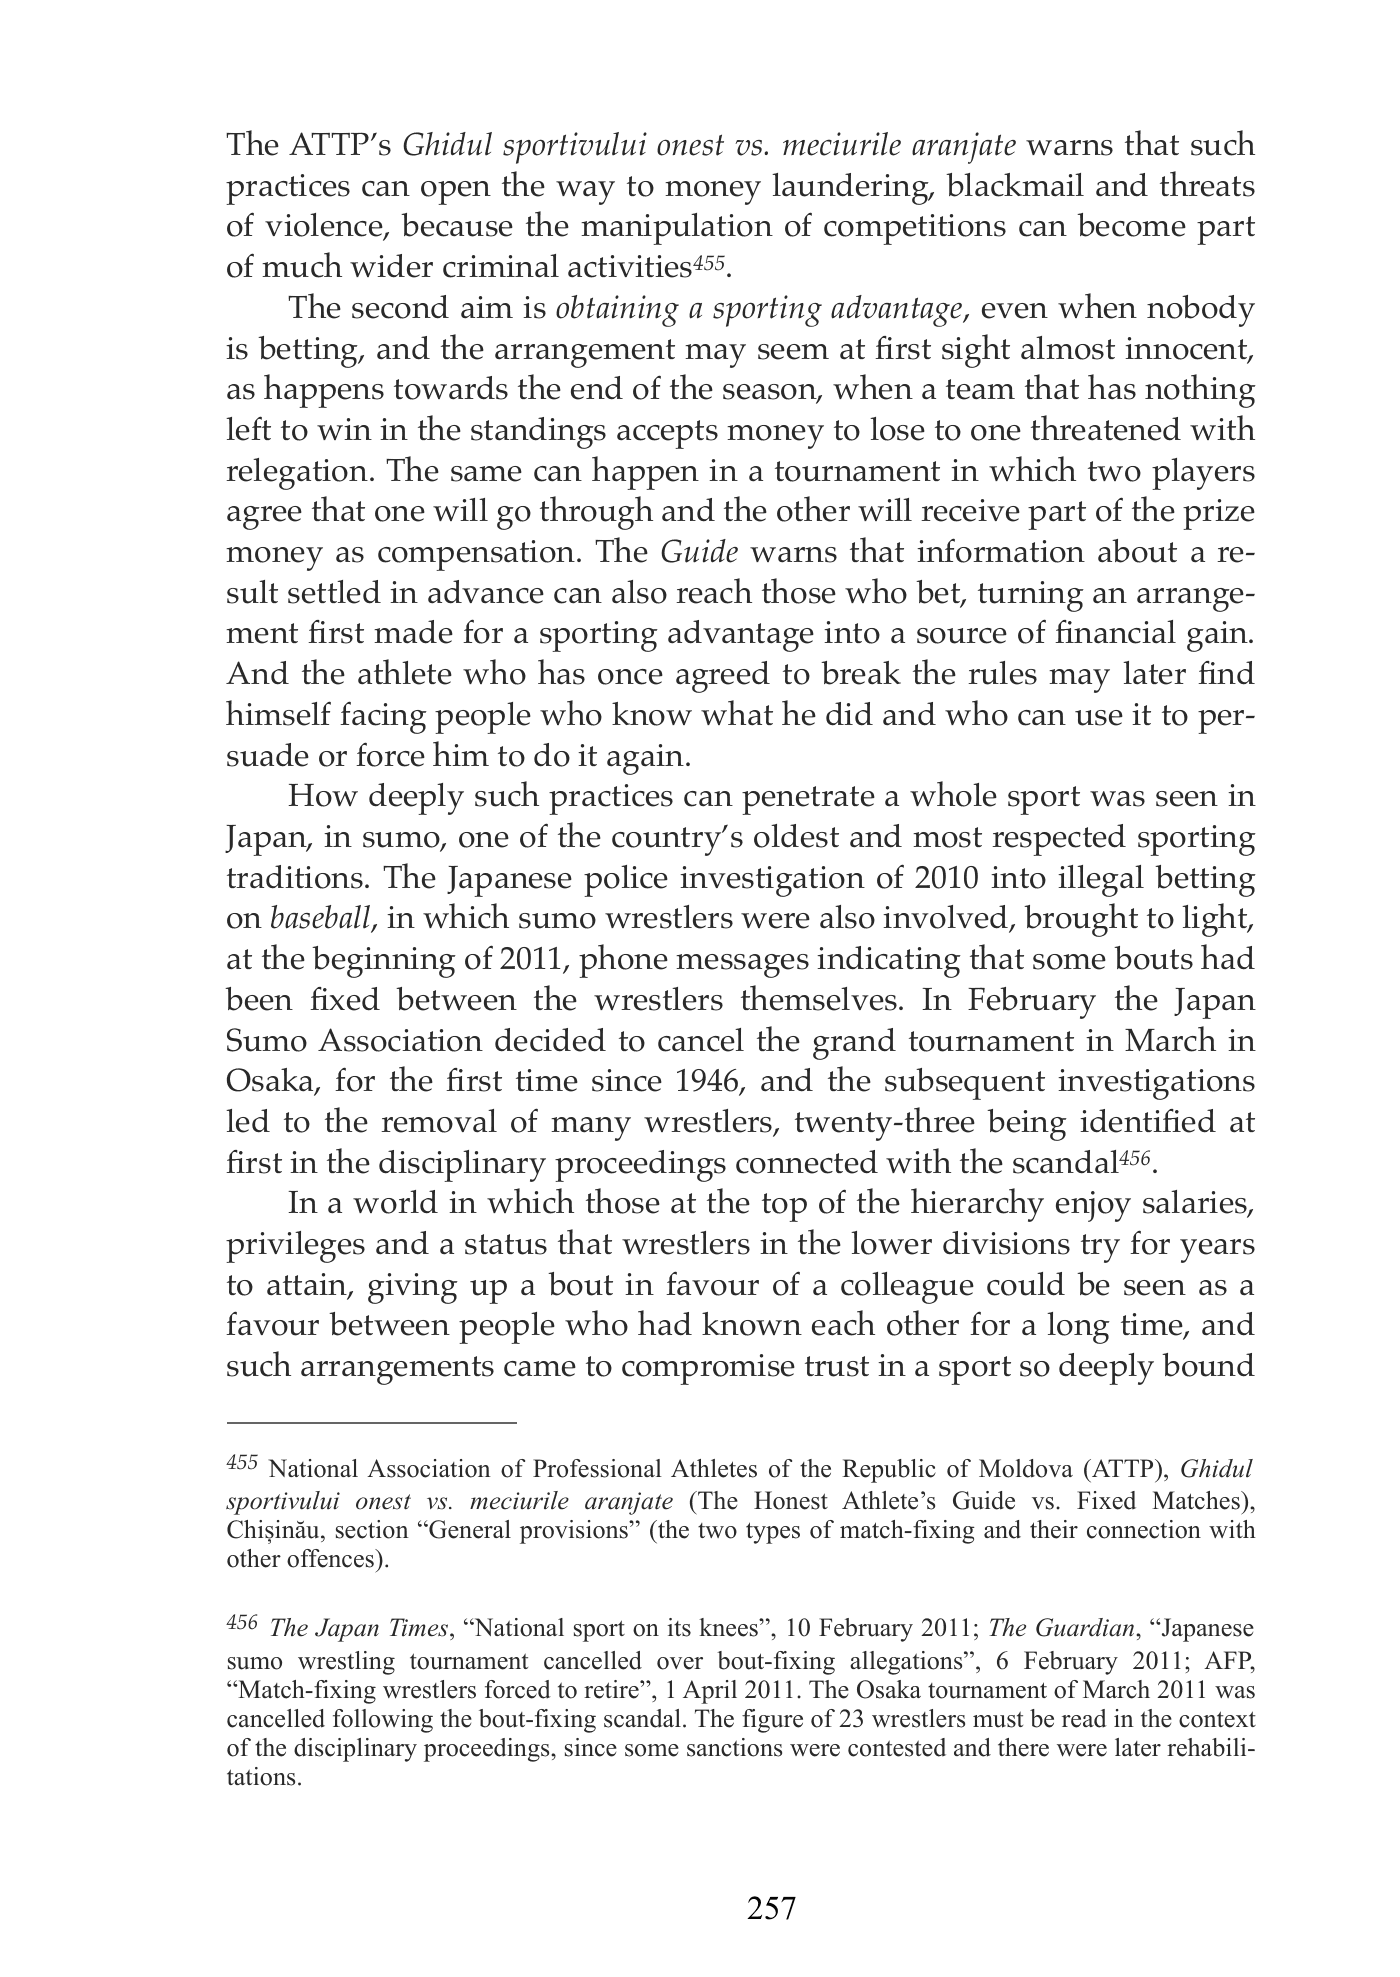 The ATTP’s Ghidul sportivului onest vs. meciurile aranjate warns that such
practices can open the way to money laundering, blackmail and threats
of violence, because the manipulation of competitions can become part
of much wider criminal activities455.
The second aim is obtaining a sporting advantage, even when nobody
is betting, and the arrangement may seem at first sight almost innocent,
as happens towards the end of the season, when a team that has nothing
left to win in the standings accepts money to lose to one threatened with
relegation. The same can happen in a tournament in which two players
agree that one will go through and the other will receive part of the prize
money as compensation. The Guide warns that information about a re-
sult settled in advance can also reach those who bet, turning an arrange-
ment first made for a sporting advantage into a source of financial gain.
And the athlete who has once agreed to break the rules may later find
himself facing people who know what he did and who can use it to per-
suade or force him to do it again.
How deeply such practices can penetrate a whole sport was seen in
Japan, in sumo, one of the country’s oldest and most respected sporting
traditions. The Japanese police investigation of 2010 into illegal betting
on baseball, in which sumo wrestlers were also involved, brought to light,
at the beginning of 2011, phone messages indicating that some bouts had
been fixed between the wrestlers themselves. In February the Japan
Sumo Association decided to cancel the grand tournament in March in
Osaka, for the first time since 1946, and the subsequent investigations
led to the removal of many wrestlers, twenty-three being identified at
first in the disciplinary proceedings connected with the scandal456.
In a world in which those at the top of the hierarchy enjoy salaries,
privileges and a status that wrestlers in the lower divisions try for years
to attain, giving up a bout in favour of a colleague could be seen as a
favour between people who had known each other for a long time, and
such arrangements came to compromise trust in a sport so deeply bound
455 National Association of Professional Athletes of the Republic of Moldova (ATTP), Ghidul
sportivului onest vs. meciurile aranjate (The Honest Athlete’s Guide vs. Fixed Matches),
Chișinău, section “General provisions” (the two types of match-fixing and their connection with
other offences).
456 The Japan Times, “National sport on its knees”, 10 February 2011; The Guardian, “Japanese
sumo wrestling tournament cancelled over bout-fixing allegations”, 6 February 2011; AFP,
“Match-fixing wrestlers forced to retire”, 1 April 2011. The Osaka tournament of March 2011 was
cancelled following the bout-fixing scandal. The figure of 23 wrestlers must be read in the context
of the disciplinary proceedings, since some sanctions were contested and there were later rehabili-
tations.
257